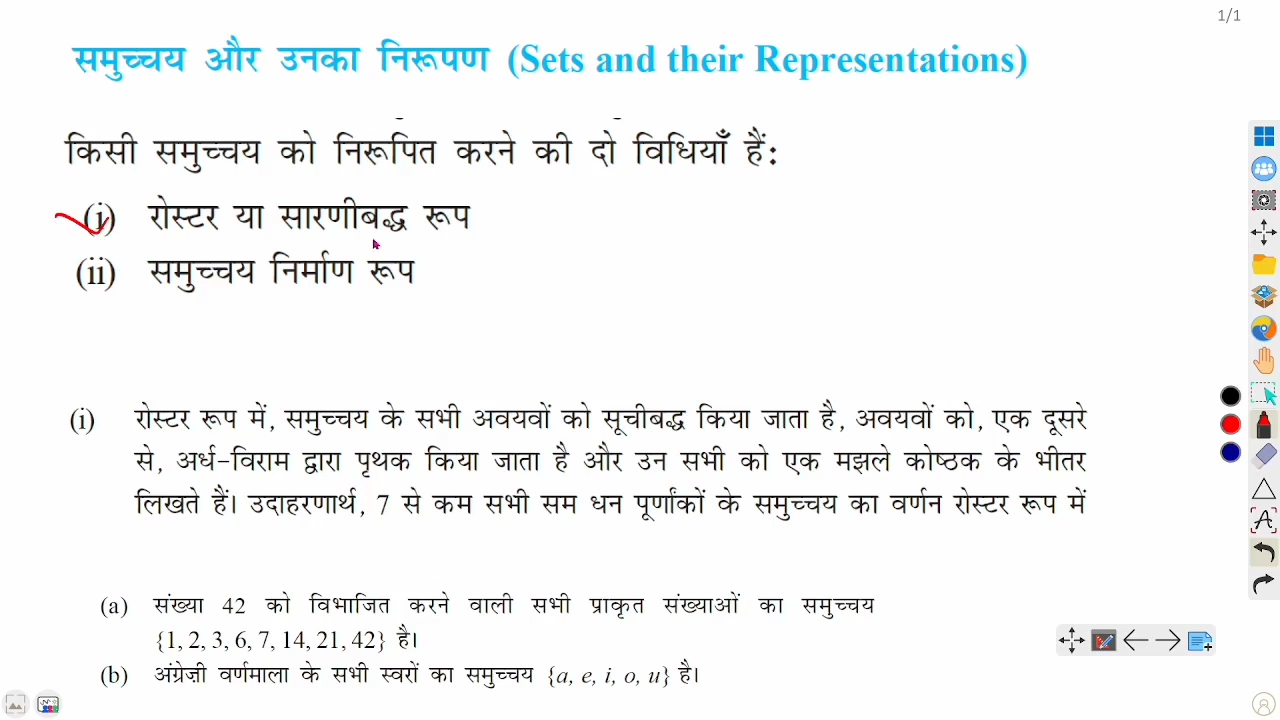 1/1
समुच्चय और उनका निरूपण (Sets and their Representations)
किसी समुच्चय को निरूपित करने की दो विधियाँ हैं:
(i) रोस्टर या सारणीबद्ध रूप
(ii) समुच्चय निर्माण रूप
(i) रोस्टर रूप में, समुच्चय के सभी अवयवों को सूचीबद्ध किया जाता है, अवयवों को, एक दूसरे
से, अर्ध-विराम द्वारा पृथक किया जाता है और उन सभी को एक मझले कोष्ठक के भीतर
लिखते हैं। उदाहरणार्थ, 7 से कम सभी सम धन पूर्णांकों के समुच्चय का वर्णन रोस्टर रूप में
(a) संख्या 42 को विभाजित करने वाली सभी प्राकृत संख्याओं का समुच्चय
{1, 2, 3, 6, 7, 14, 21, 42} है।
(b) अंग्रेज़ी वर्णमाला के सभी स्वरों का समुच्चय {a, e, i, o, u} है।